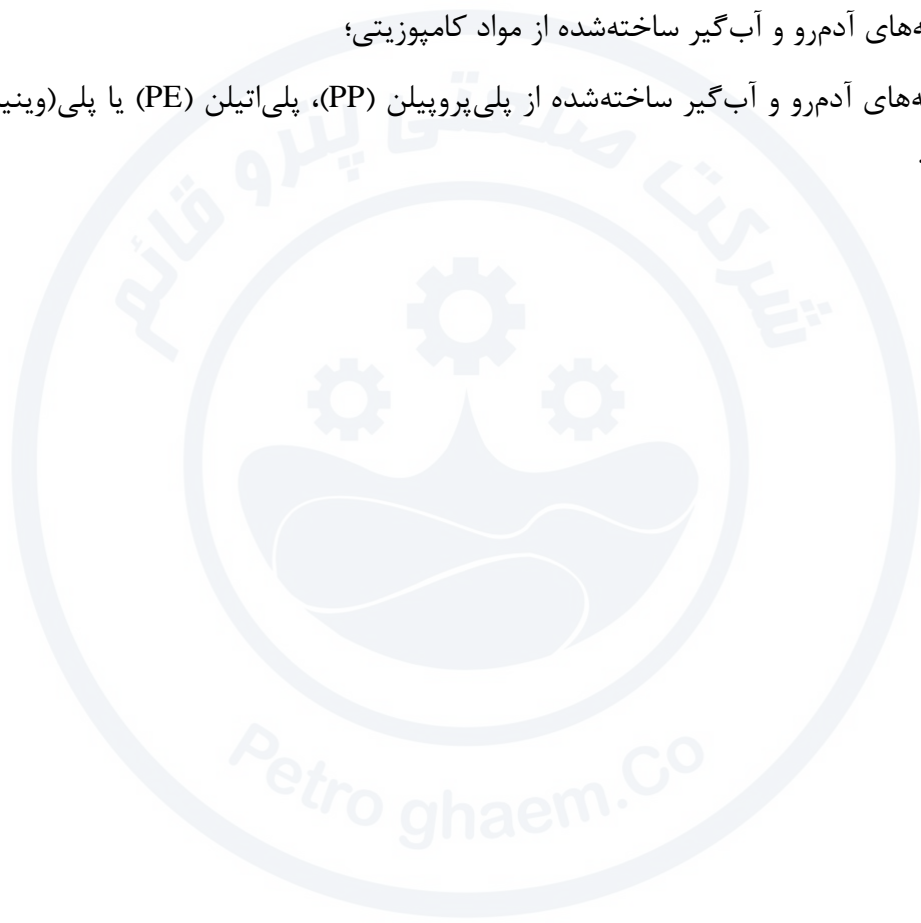 ه‌های آدم‌رو و آب‌گیر ساخته‌شده از مواد کامپوزیتی؛
ه‌های آدم‌رو و آب‌گیر ساخته‌شده از پلی‌پروپیلن (PP)، پلی‌اتیلن (PE) یا پلی(وینی
.
شرکت صنعتی پترو قائم
Petro ghaem.Co